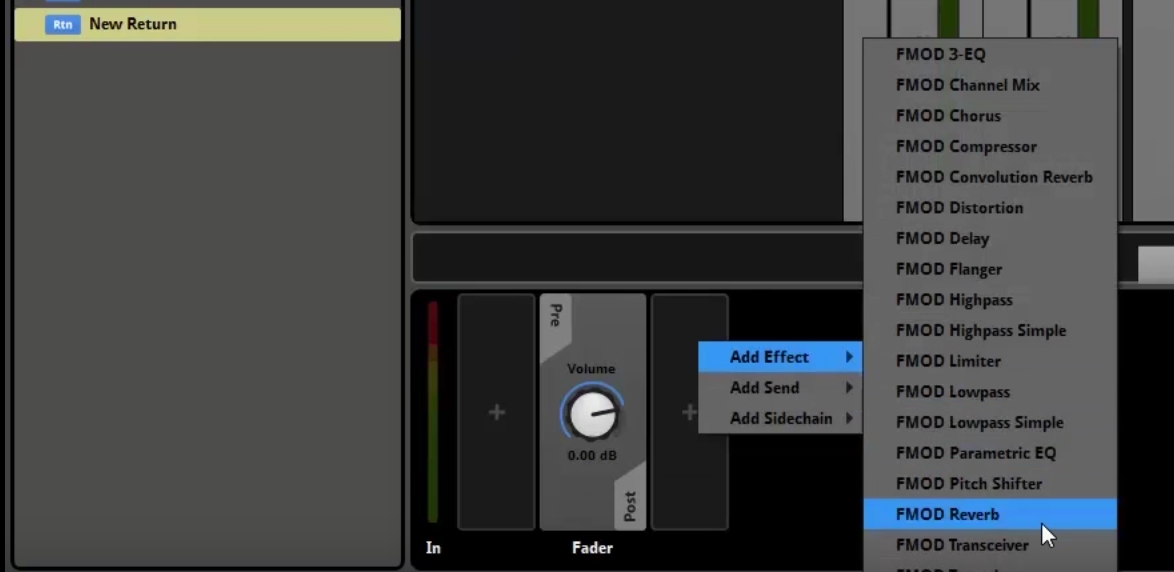 Rtn New Return
FMOD 3-EQ
FMOD Channel Mix
FMOD Chorus
FMOD Compressor
FMOD Convolution Reverb
FMOD Distortion
FMOD Delay
FMOD Flanger
FMOD Highpass
FMOD Highpass Simple
FMOD Limiter
FMOD Lowpass
FMOD Lowpass Simple
FMOD Parametric EQ
FMOD Pitch Shifter
FMOD Reverb
FMOD Transceiver
Add Effect
Add Send
Add Sidechain
Pre
Volume
0.00 dB
Post
In
Fader